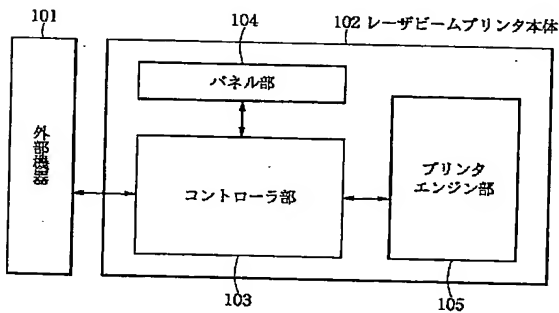 101
102 レーザビームプリンタ本体
104
パネル部
外部機器
コントローラ部
プリンタ
エンジン部
103
105